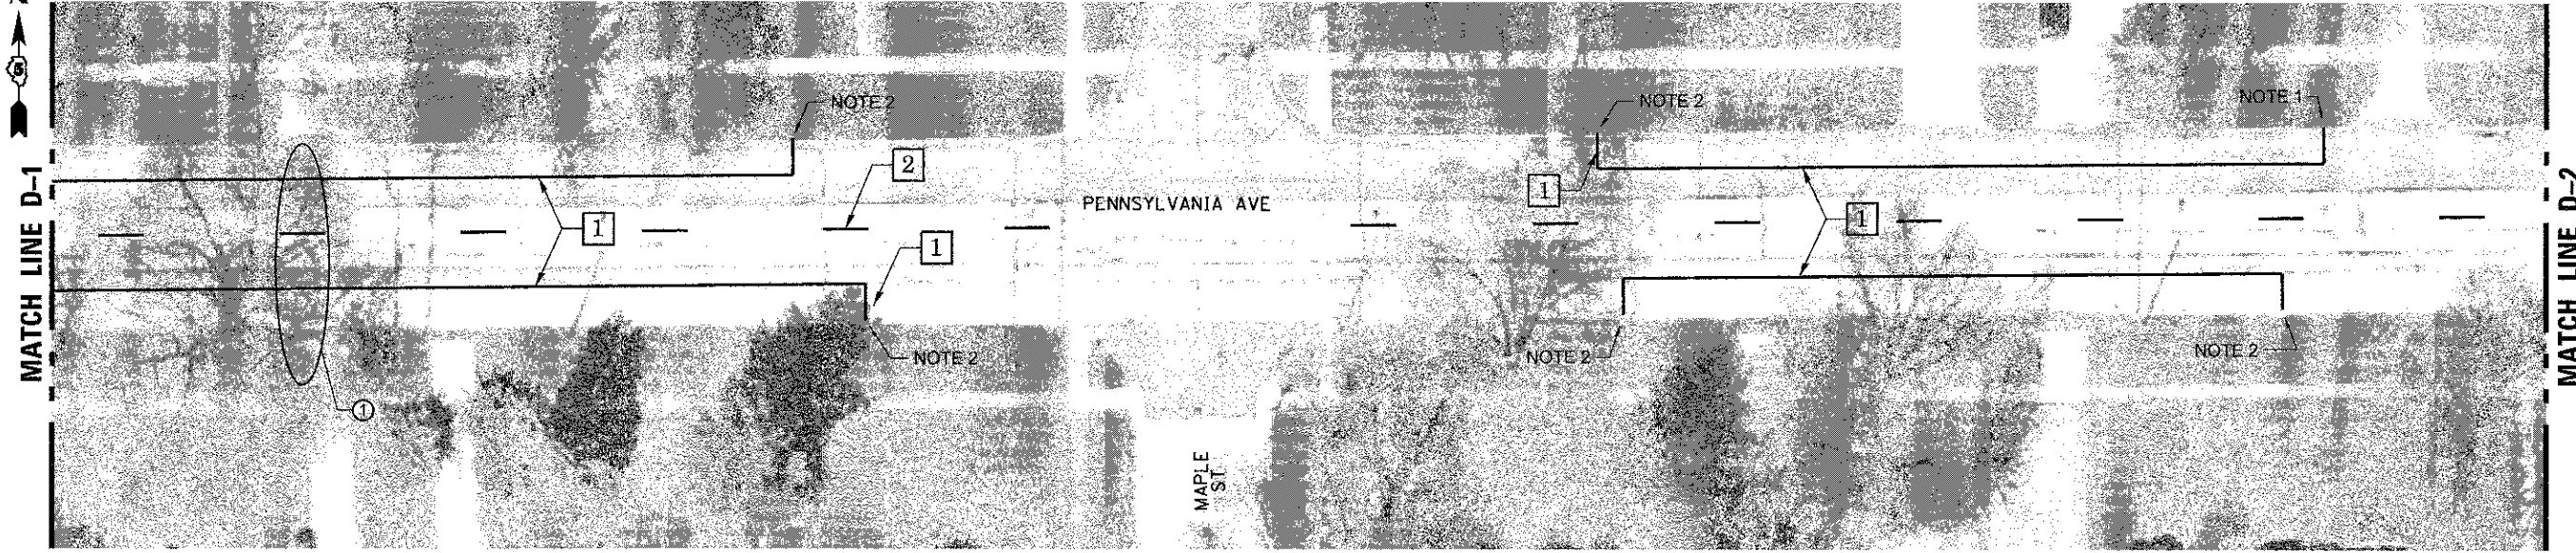 MATCH LINE D-1
NOTE 2
NOTE 2
NOTE 1
2
1
PENNSYLVANIA AVE
1
1
1
NOTE 2
NOTE 2
NOTE 2
1
MAPLE
ST
MATCH LINE D-2